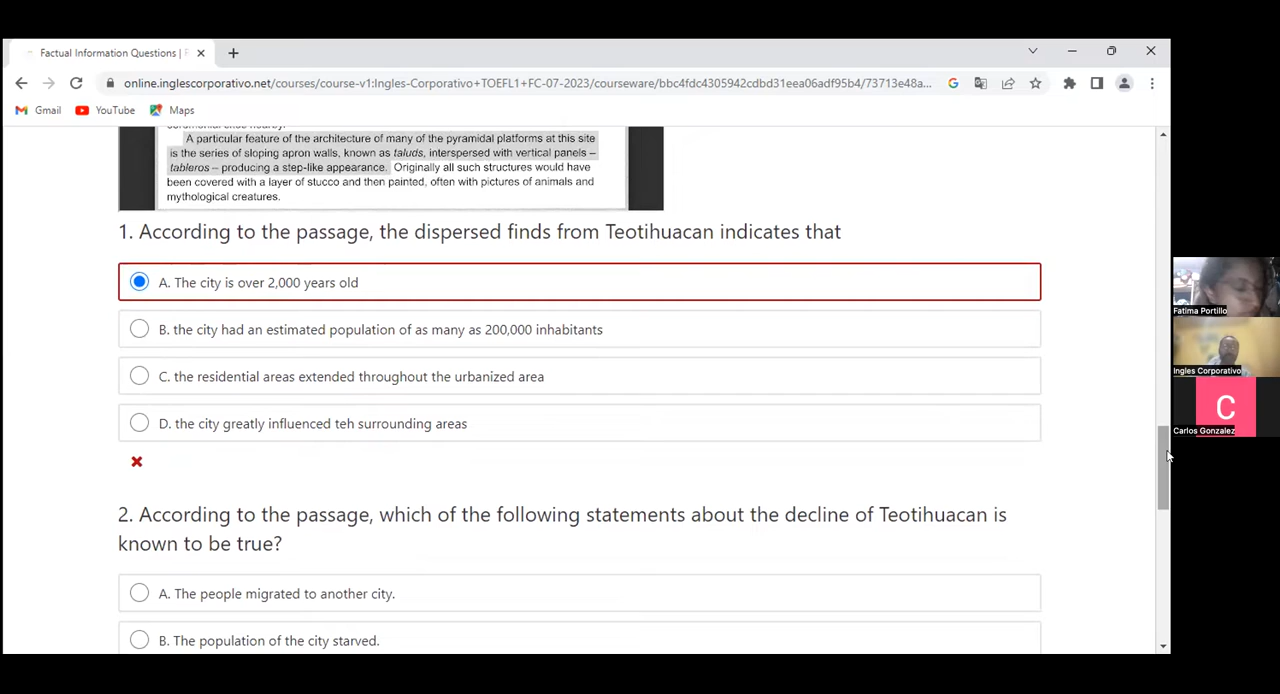 Factual Information Questions |
online.inglescorporativo.net/courses/course-v1:Ingles-Corporativo+TOEFL1+FC-07-2023/courseware/bbc4fdc4305942cdbd31eea06adf95b4/73713e48a...
Gmail YouTube Maps
A particular feature of the architecture of many of the pyramidal platforms at this site
is the series of sloping apron walls, known as taluds, interspersed with vertical panels –
tableros – producing a step-like appearance. Originally all such structures would have
been covered with a layer of stucco and then painted, often with pictures of animals and
mythological creatures.
1. According to the passage, the dispersed finds from Teotihuacan indicates that
A. The city is over 2,000 years old
B. the city had an estimated population of as many as 200,000 inhabitants
C. the residential areas extended throughout the urbanized area
D. the city greatly influenced teh surrounding areas
2. According to the passage, which of the following statements about the decline of Teotihuacan is
known to be true?
A. The people migrated to another city.
B. The population of the city starved.
Fatima Portillo
Ingles Corporativo
C
Carlos Gonzalez